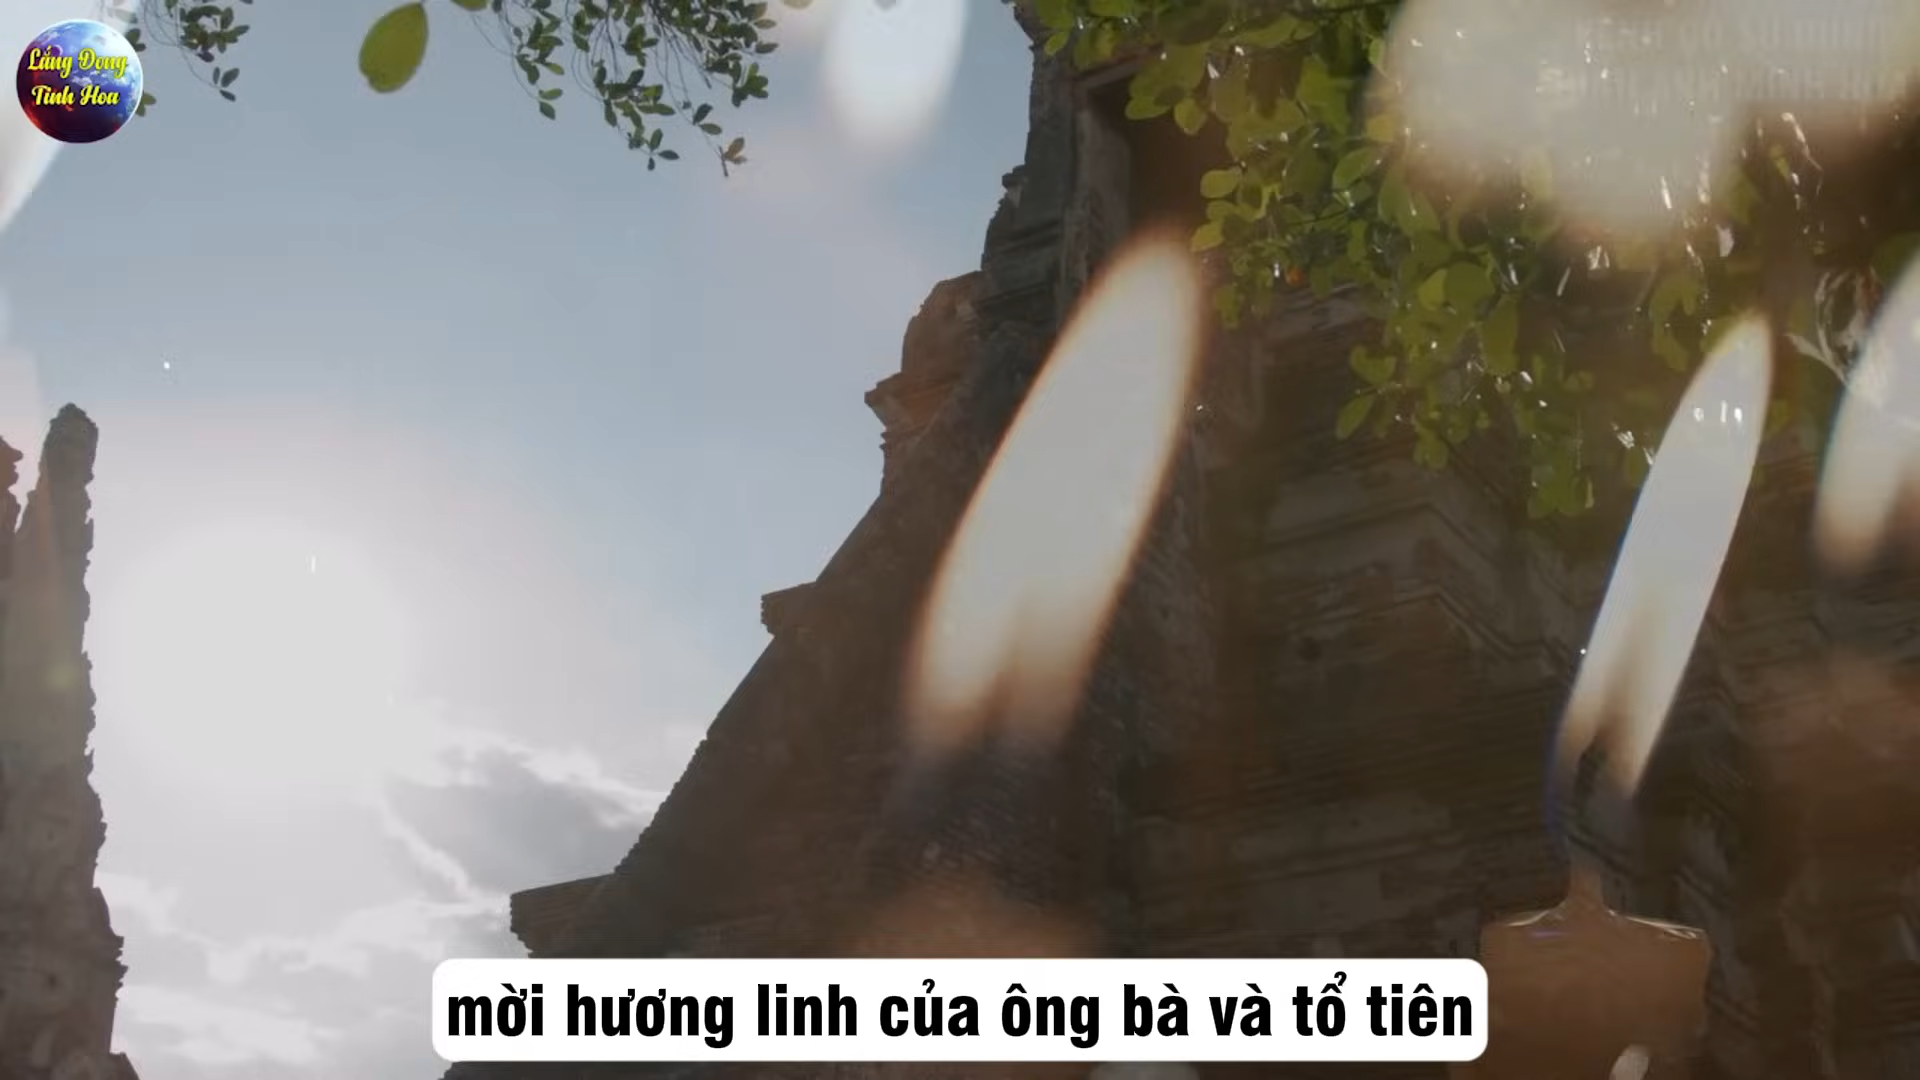 Lắng Đọng
Tinh Hoa
mời hương linh của ông bà và tổ tiên